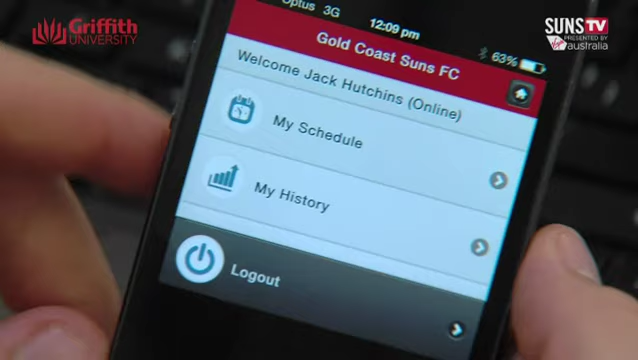 Griffith
UNIVERSITY
SUNS TV
PRESENTED BY
australia
Optus 3G
12:09 pm
63%
Gold Coast Suns FC
Welcome Jack Hutchins (Online)
My Schedule
My History
Logout